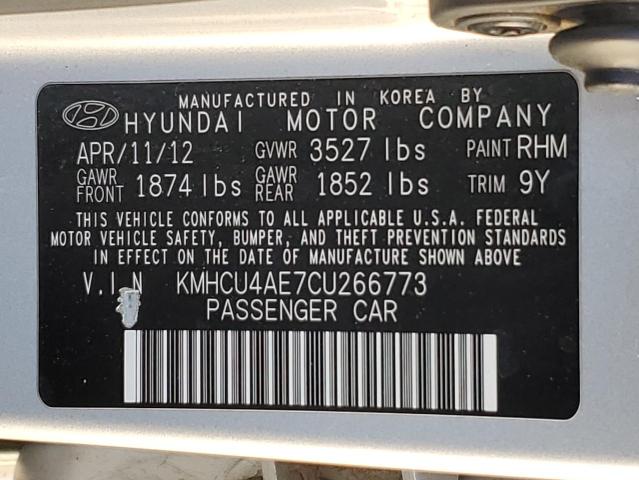 MANUFACTURED IN KOREA BY
HYUNDAI MOTOR COMPANY
APR/11/12 GVWR 3527 lbs PAINT RHM
GAWR FRONT 1874 lbs GAWR REAR 1852 lbs TRIM 9Y
THIS VEHICLE CONFORMS TO ALL APPLICABLE U.S.A. FEDERAL
MOTOR VEHICLE SAFETY, BUMPER, AND THEFT PREVENTION STANDARDS
IN EFFECT ON THE DATE OF MANUFACTURE SHOWN ABOVE
V.I N KMHCU4AE7CU266773
PASSENGER CAR